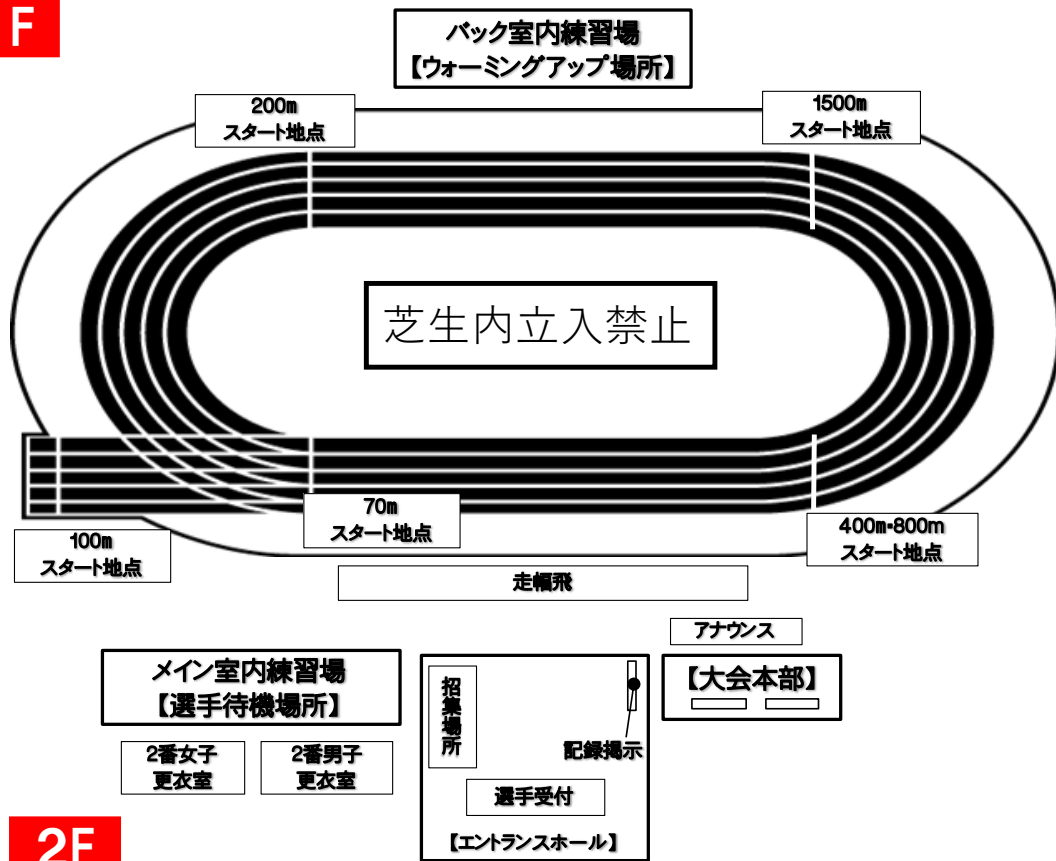 F
バック室内練習場
【ウォーミングアップ場所】
200m
スタート地点
1500m
スタート地点
芝生内立入禁止
70m
スタート地点
100m
スタート地点
400m・800m
スタート地点
走幅飛
アナウンス
メイン室内練習場
【選手待機場所】
招集場所
【大会本部】
記録掲示
2番女子
更衣室
2番男子
更衣室
選手受付
【エントランスホール】
2F